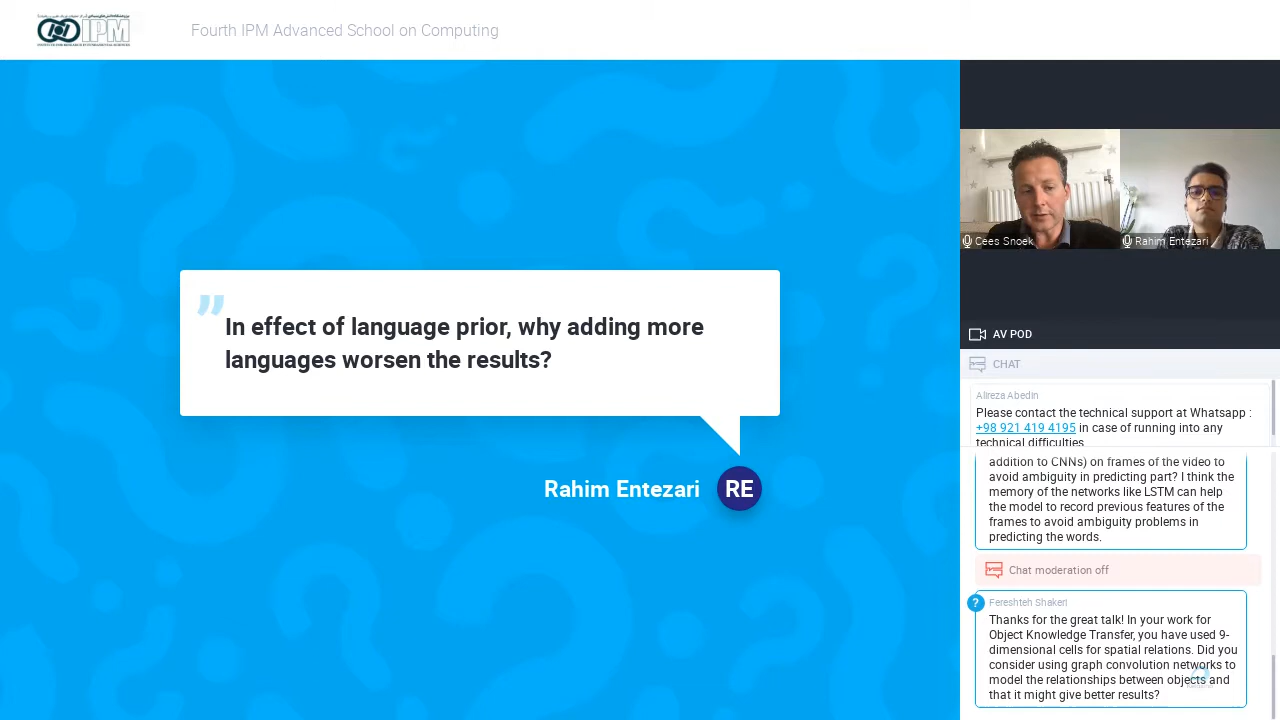 IPM
Fourth IPM Advanced School on Computing
”
In effect of language prior, why adding more
languages worsen the results?
Rahim Entezari
RE
Cees Snoek
Rahim Entezari
AV POD
CHAT
Alireza Abedin
Please contact the technical support at Whatsapp :
+98 921 419 4195 in case of running into any
technical difficulties
addition to CNNs) on frames of the video to
avoid ambiguity in predicting part? I think the
memory of the networks like LSTM can help
the model to record previous features of the
frames to avoid ambiguity problems in
predicting the words.
Chat moderation off
?
Fereshteh Shakeri
Thanks for the great talk! In your work for
Object Knowledge Transfer, you have used 9-
dimensional cells for spatial relations. Did you
consider using graph convolution networks to
model the relationships between objects and
that it might give better results?